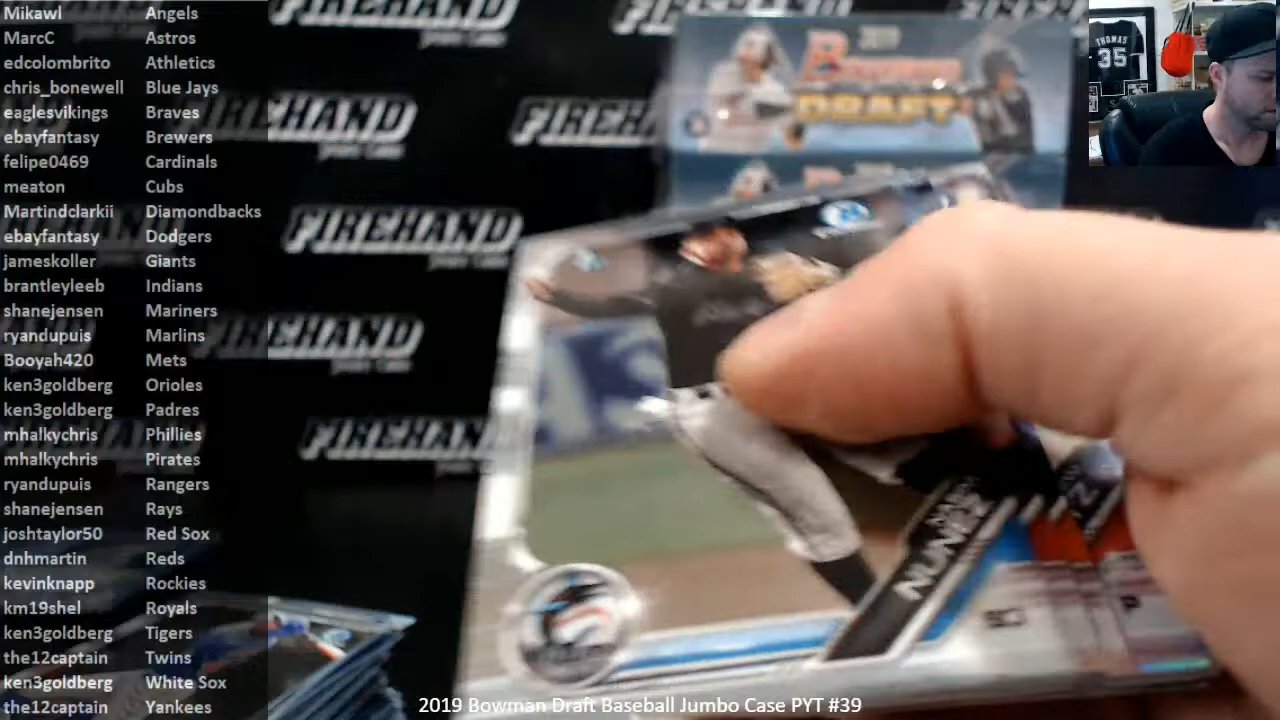 Mikawl Angels
MarcC Astros
edcolombrito Athletics
chris_bonewell Blue Jays
eaglesvikings Braves
ebayfantasy Brewers
felipe0469 Cardinals
meaton Cubs
Martindclarkii Diamondbacks
ebayfantasy Dodgers
jameskoller Giants
brantleyleeb Indians
shanejensen Mariners
ryandupuis Marlins
Booyah420 Mets
ken3goldberg Orioles
ken3goldberg Padres
mhalkychris Phillies
mhalkychris Pirates
ryandupuis Rangers
shanejensen Rays
joshtaylor50 Red Sox
dnhmartin Reds
kevinknapp Rockies
km19shel Royals
ken3goldberg Tigers
the12captain Twins
ken3goldberg White Sox
the12captain Yankees
FIREHAND
FIREHAND
FIREHAND
FIREHAND
2019
Bowman
DRAFT
THOMAS
35
NUNEZ
2019 Bowman Draft Baseball Jumbo Case PYT #39